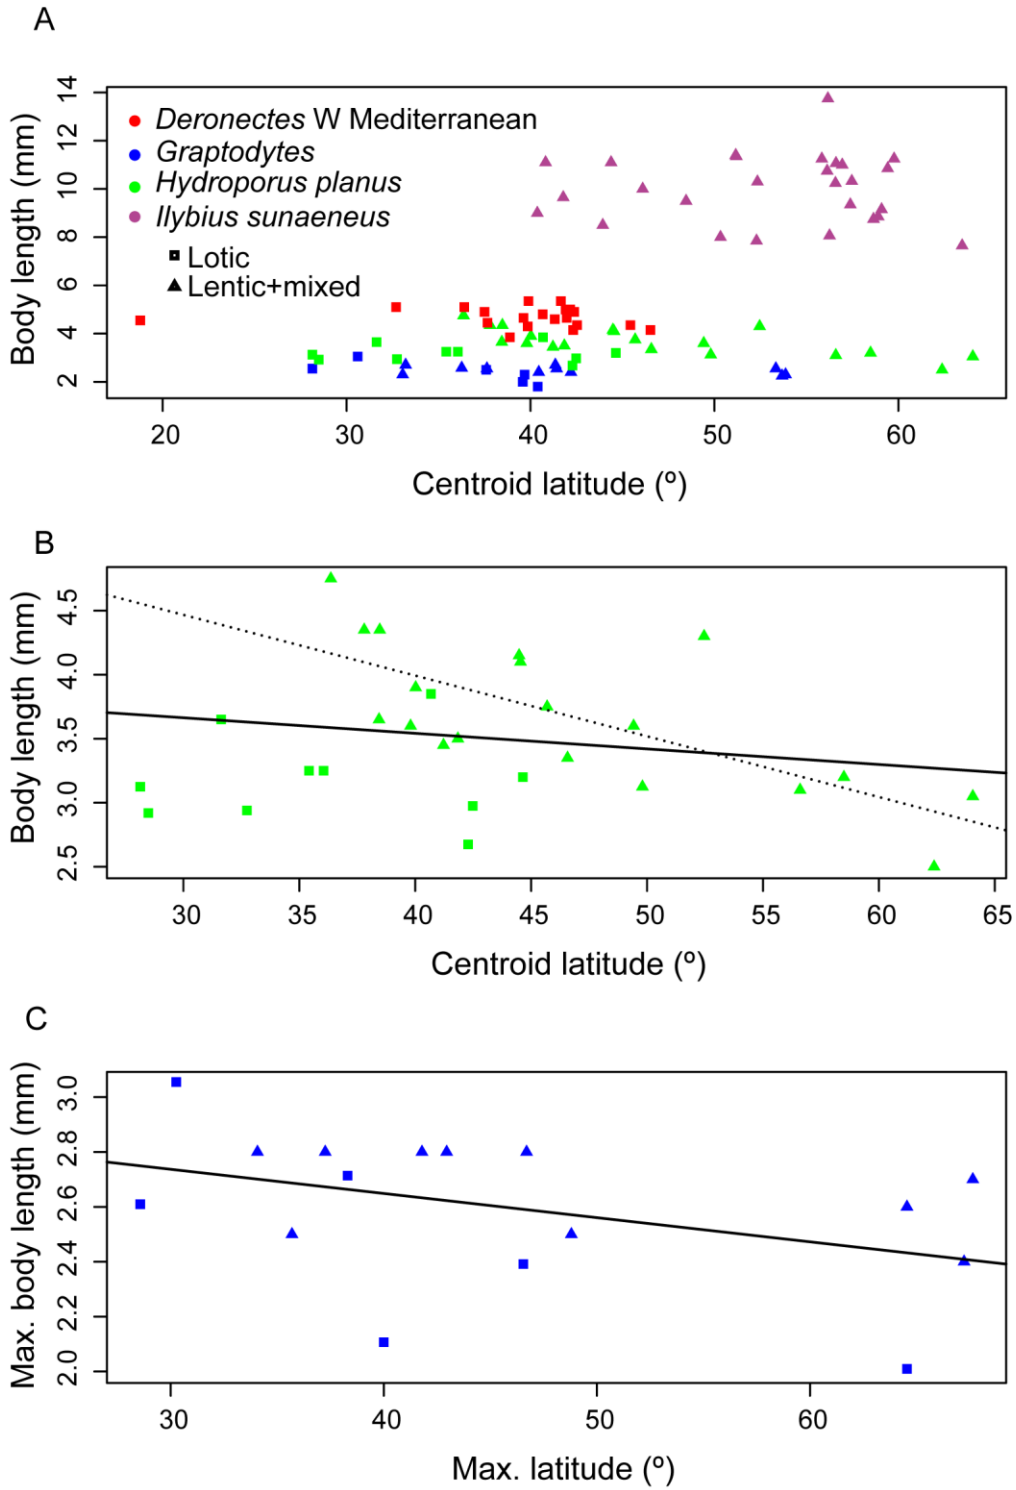 A
Body length (mm)
14
12
10
8
6
4
2
Deronectes W Mediterranean
Graptodytes
Hydroporus planus
Ilybius sunaeneus
Lotic
Lentic+mixed
20 30 40 50 60
Centroid latitude (º)
B
Body length (mm)
4.5
4.0
3.5
3.0
2.5
30 35 40 45 50 55 60 65
Centroid latitude (º)
C
Max. body length (mm)
3.0
2.8
2.6
2.4
2.2
2.0
30 40 50 60
Max. latitude (º)